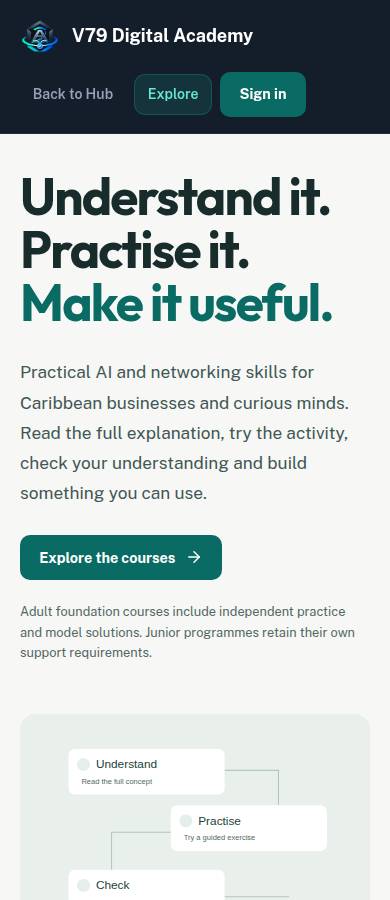 V79 Digital Academy
Back to Hub
Explore
Sign in
Understand it.
Practise it.
Make it useful.
Practical AI and networking skills for
Caribbean businesses and curious minds.
Read the full explanation, try the activity,
check your understanding and build
something you can use.
Explore the courses
Adult foundation courses include independent practice
and model solutions. Junior programmes retain their own
support requirements.
Understand
Read the full concept
Practise
Try a guided exercise
Check